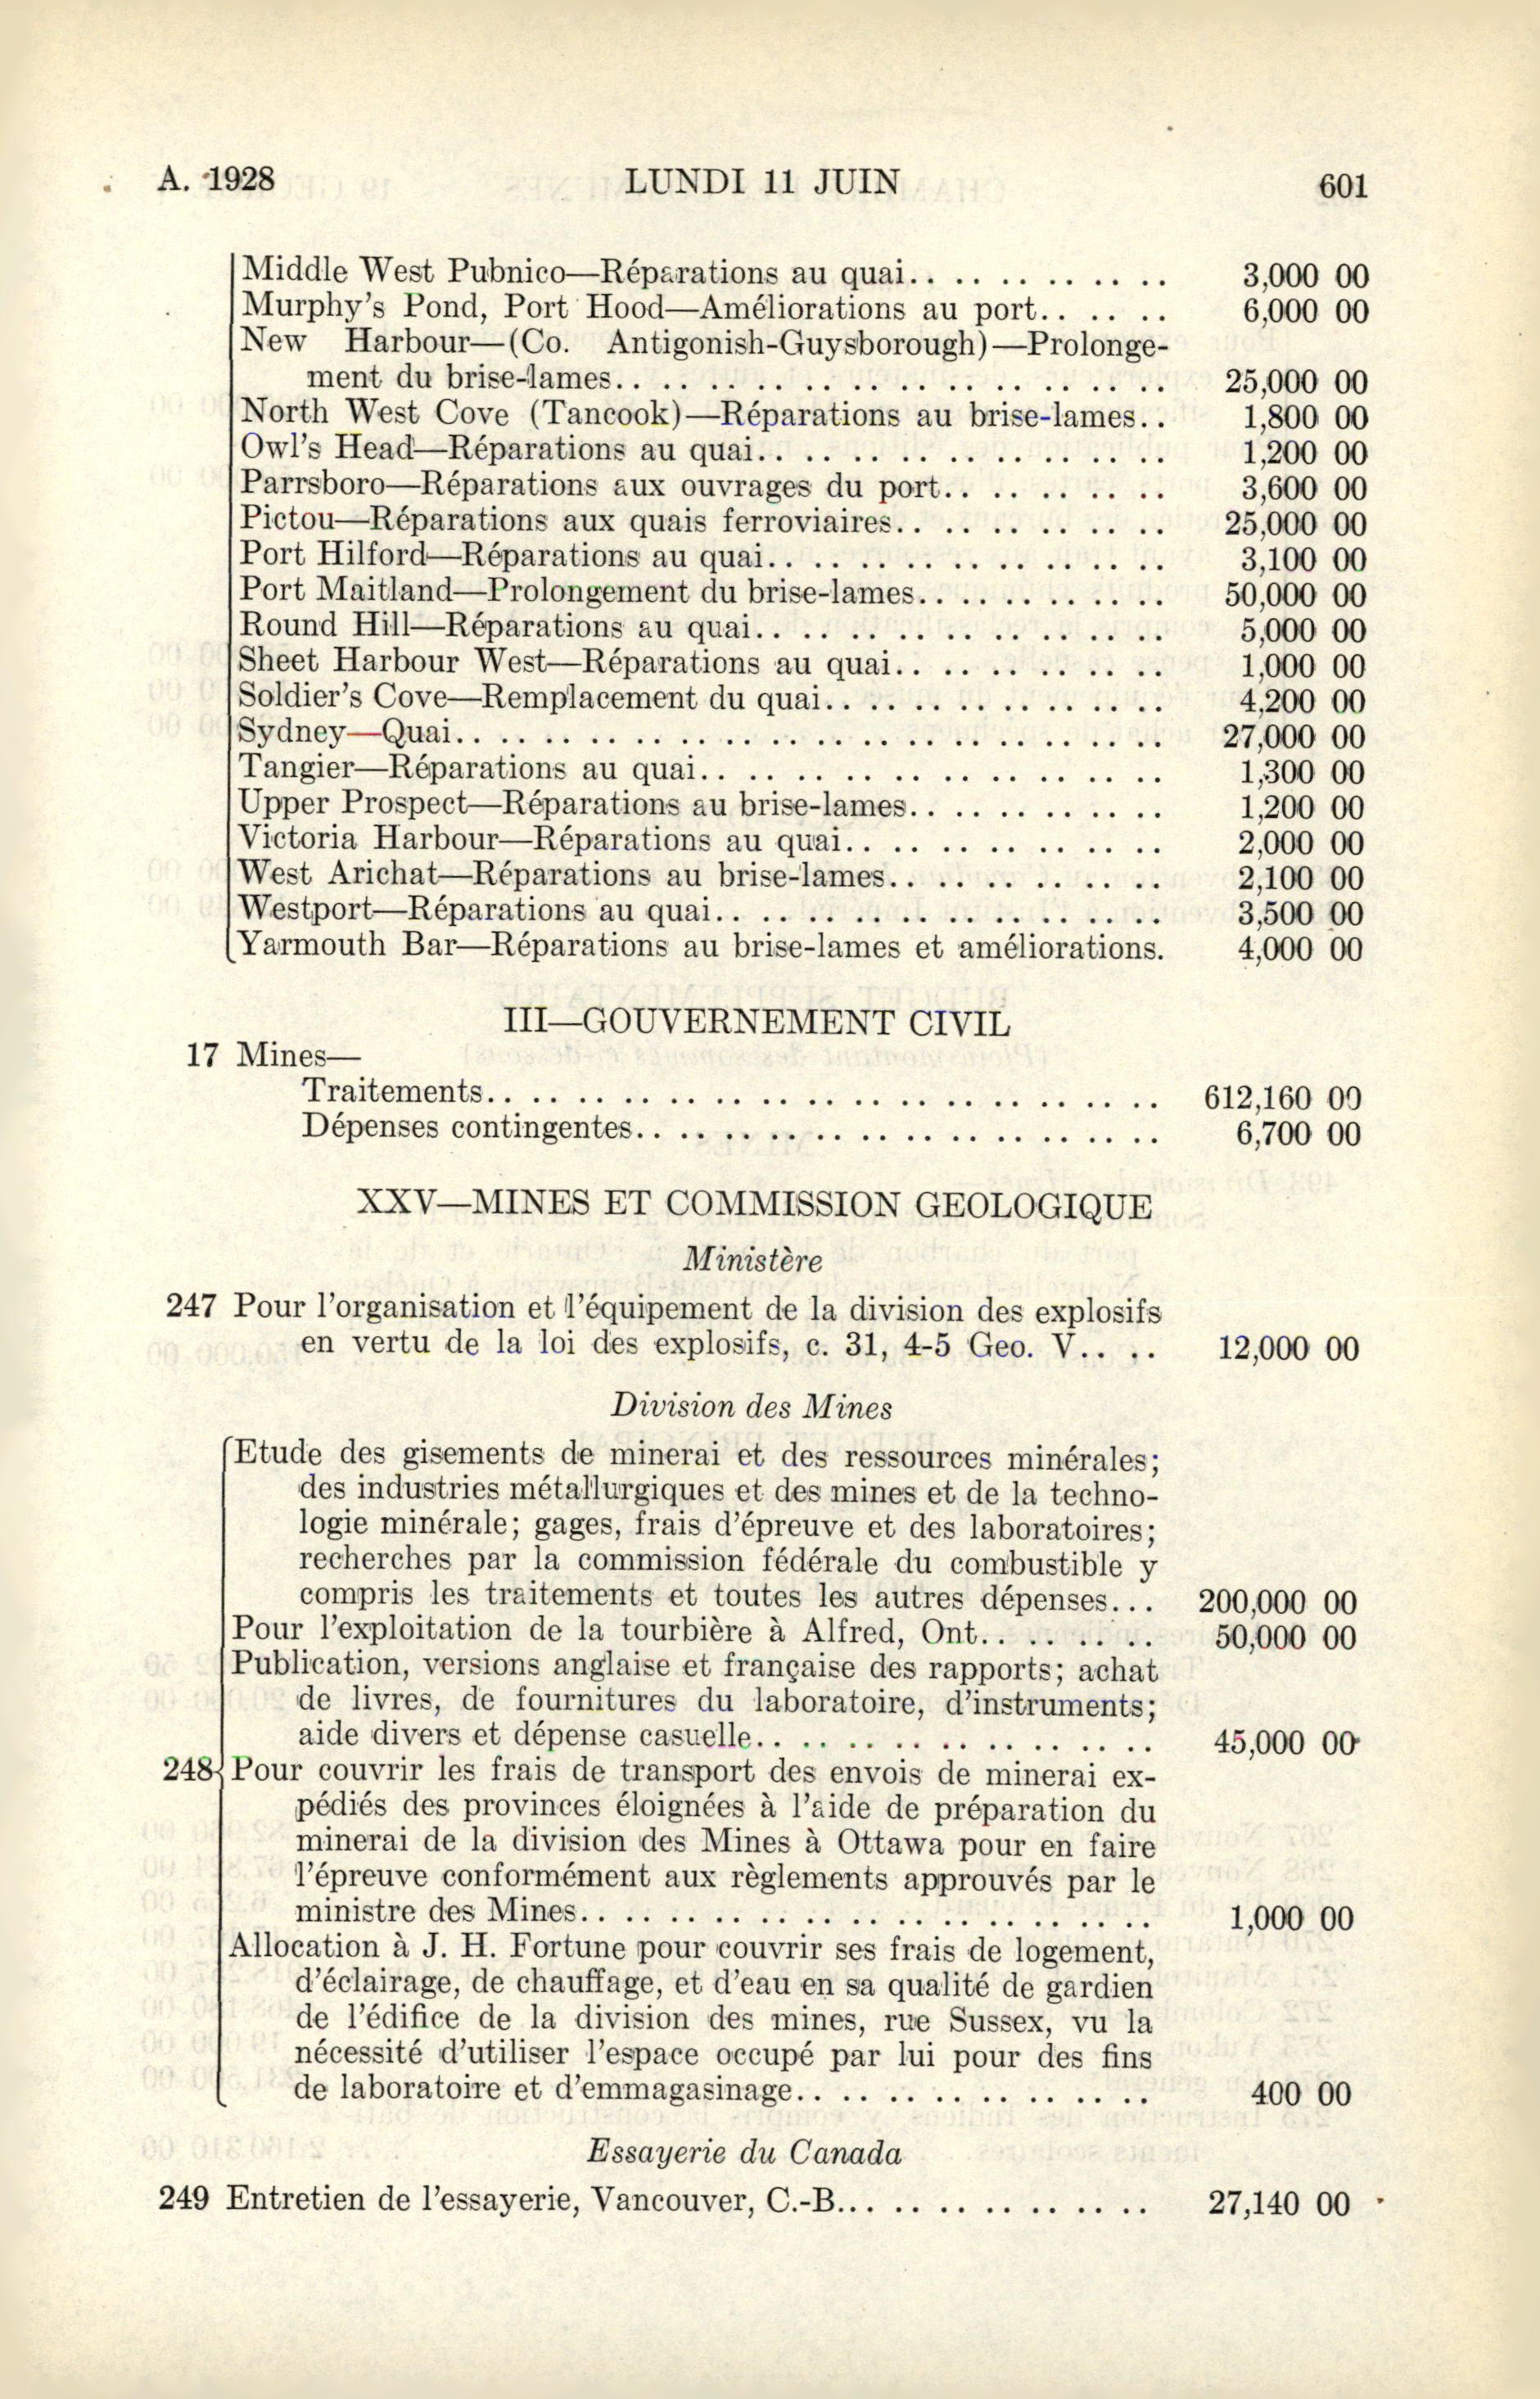 A. 1928 LUNDI 11 JUIN 601
Middle West Pubnico—Réparations au quai.. .. .. .. .. .. 3,000 00
Murphy's Pond, Port Hood—Améliorations au port.. .. .. 6,000 00
New Harbour—(Co. Antigonish-Guysborough)—Prolonge-
ment du brise-lames.. .. .. .. .. .. .. .. .. .. .. .. 25,000 00
North West Cove (Tancook)—Réparations au brise-lames.. 1,800 00
Owl's Head—Réparations au quai.. .. .. .. .. .. .. .. .. 1,200 00
Parrsboro—Réparations aux ouvrages du port.. .. .. .. .. 3,600 00
Pictou—Réparations aux quais ferroviaires.. .. .. .. .. .. 25,000 00
Port Hilford—Réparations au quai.. .. .. .. .. .. .. .. .. 3,100 00
Port Maitland—Prolongement du brise-lames.. .. .. .. .. .. 50,000 00
Round Hill—Réparations au quai.. .. .. .. .. .. .. .. .. 5,000 00
Sheet Harbour West—Réparations au quai.. .. .. .. .. .. 1,000 00
Soldier's Cove—Remplacement du quai.. .. .. .. .. .. .. .. 4,200 00
Sydney—Quai.. .. .. .. .. .. .. .. .. .. .. .. .. .. .. .. 27,000 00
Tangier—Réparations au quai.. .. .. .. .. .. .. .. .. .. 1,300 00
Upper Prospect—Réparations au brise-lames.. .. .. .. .. .. 1,200 00
Victoria Harbour—Réparations au quai.. .. .. .. .. .. .. 2,000 00
West Arichat—Réparations au brise-lames.. .. .. .. .. .. 2,100 00
Westport—Réparations au quai.. .. .. .. .. .. .. .. .. .. 3,500 00
Yarmouth Bar—Réparations au brise-lames et améliorations. 4,000 00
III—GOUVERNEMENT CIVIL
17 Mines—
Traitements.. .. .. .. .. .. .. .. .. .. .. .. .. .. .. 612,160 00
Dépenses contingentes.. .. .. .. .. .. .. .. .. .. .. .. 6,700 00
XXV—MINES ET COMMISSION GEOLOGIQUE
Ministère
247 Pour l'organisation et l'équipement de la division des explosifs
en vertu de la loi des explosifs, c. 31, 4-5 Geo. V.. .. 12,000 00
Division des Mines
Etude des gisements de minerai et des ressources minérales;
des industries métallurgiques et des mines et de la techno-
logie minérale; gages, frais d'épreuve et des laboratoires;
recherches par la commission fédérale du combustible y
compris les traitements et toutes les autres dépenses... 200,000 00
Pour l'exploitation de la tourbière à Alfred, Ont.. .. .. .. 50,000 00
Publication, versions anglaise et française des rapports; achat
de livres, de fournitures du laboratoire, d'instruments;
aide divers et dépense casuelle.. .. .. .. .. .. .. .. .. 45,000 00
248 Pour couvrir les frais de transport des envois de minerai ex-
pédiés des provinces éloignées à l'aide de préparation du
minerai de la division des Mines à Ottawa pour en faire
l'épreuve conformément aux règlements approuvés par le
ministre des Mines.. .. .. .. .. .. .. .. .. .. .. .. .. 1,000 00
Allocation à J. H. Fortune pour couvrir ses frais de logement,
d'éclairage, de chauffage, et d'eau en sa qualité de gardien
de l'édifice de la division des mines, rue Sussex, vu la
nécessité d'utiliser l'espace occupé par lui pour des fins
de laboratoire et d'emmagasinage.. .. .. .. .. .. .. .. 400 00
Essayerie du Canada
249 Entretien de l'essayerie, Vancouver, C.-B... .. .. .. .. .. .. 27,140 00